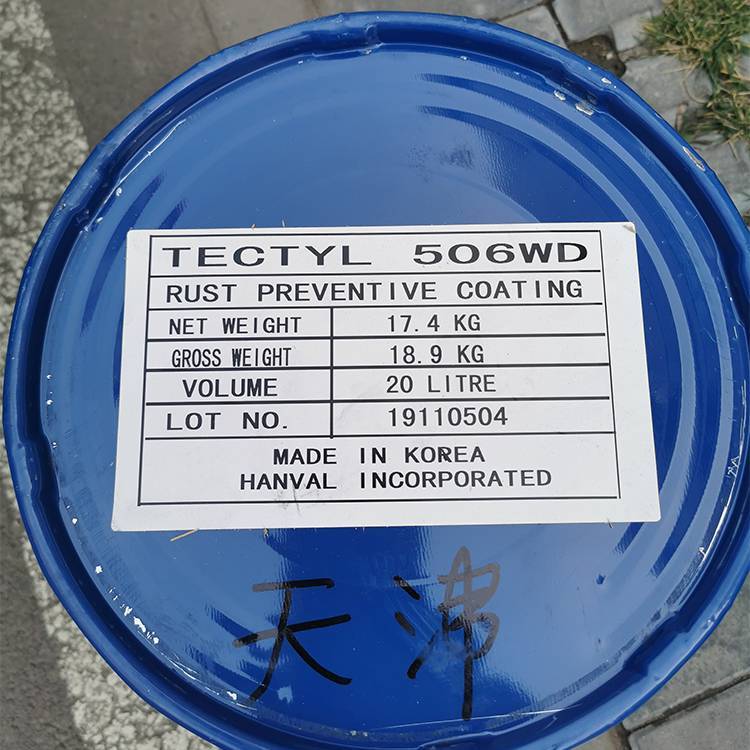 TECTYL 506WD
RUST PREVENTIVE COATING
NET WEIGHT 17.4 KG
GROSS WEIGHT 18.9 KG
VOLUME 20 LITRE
LOT NO. 19110504
MADE IN KOREA
HANVAL INCORPORATED
天沸